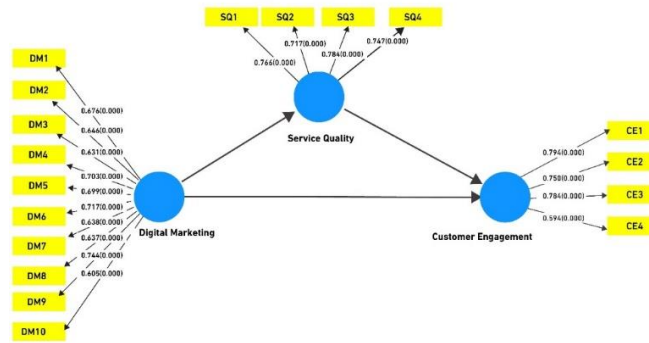 SQ1 SQ2 SQ3 SQ4
0.766(0.000) 0.717(0.000) 0.784(0.000) 0.747(0.000)
Service Quality
DM1
DM2
DM3
DM4
DM5
DM6
DM7
DM8
DM9
DM10
0.676(0.000)
0.646(0.000)
0.631(0.000)
0.703(0.000)
0.699(0.000)
0.717(0.000)
0.638(0.000)
0.637(0.000)
0.744(0.000)
0.605(0.000)
Digital Marketing
CE1
CE2
CE3
CE4
0.794(0.000)
0.758(0.000)
0.784(0.000)
0.594(0.000)
Customer Engagement